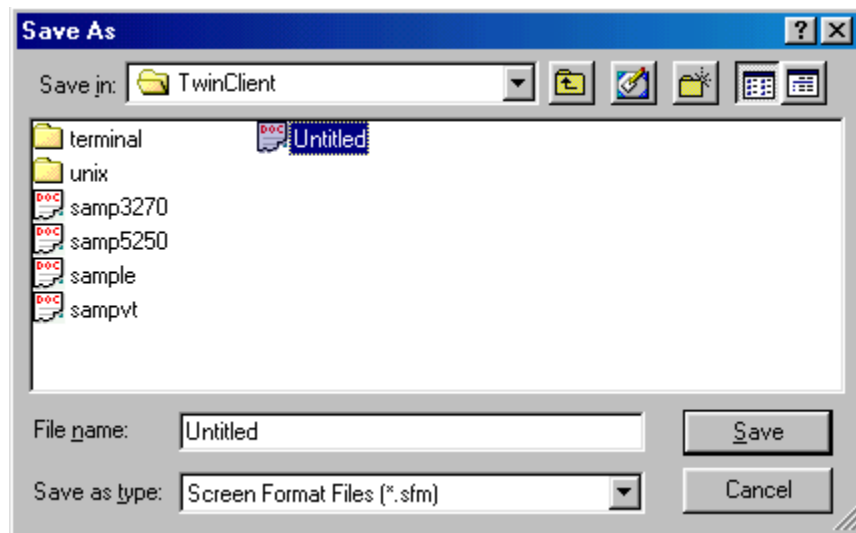 Save As
Save in: TwinClient
terminal
Untitled
unix
samp3270
samp5250
sample
sampvt
File name: Untitled
Save
Save as type: Screen Format Files (*.sfm)
Cancel